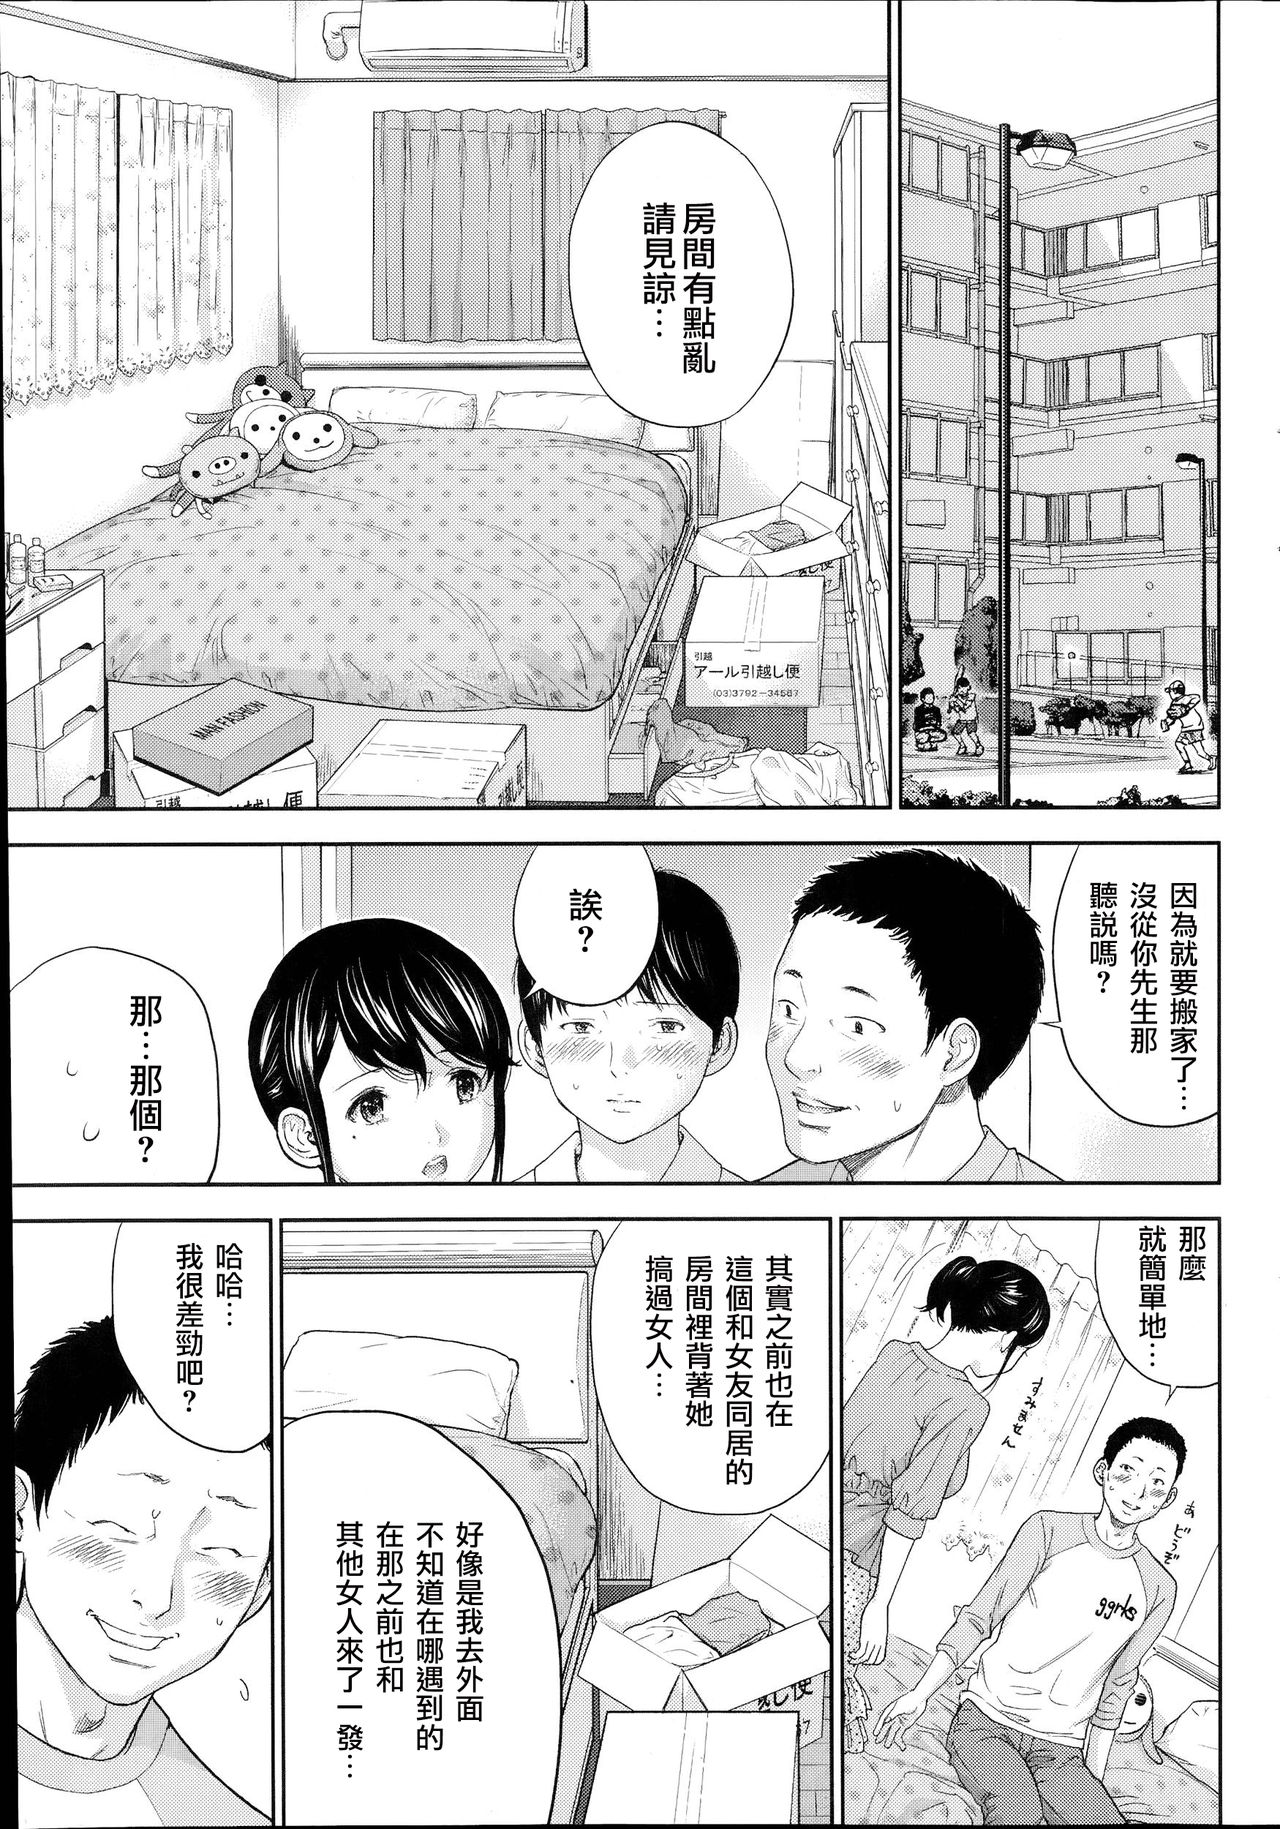 房間有點亂
請見諒…
引越
アール引越し便
(03)3792-34587
MAN FASHION
引越
因為就要搬家了…
沒從你先生那
聽説嗎?
誒?
那…那個?
那麼
就簡單地…
すみません
あ どうぞ
ggrks
其實之前也在
這個和女友同居的
房間裡背著她
搞過女人…
好像是我去外面
不知道在哪遇到的
在那之前也和
其他女人來了一發…
哈哈…
我很差勁吧?